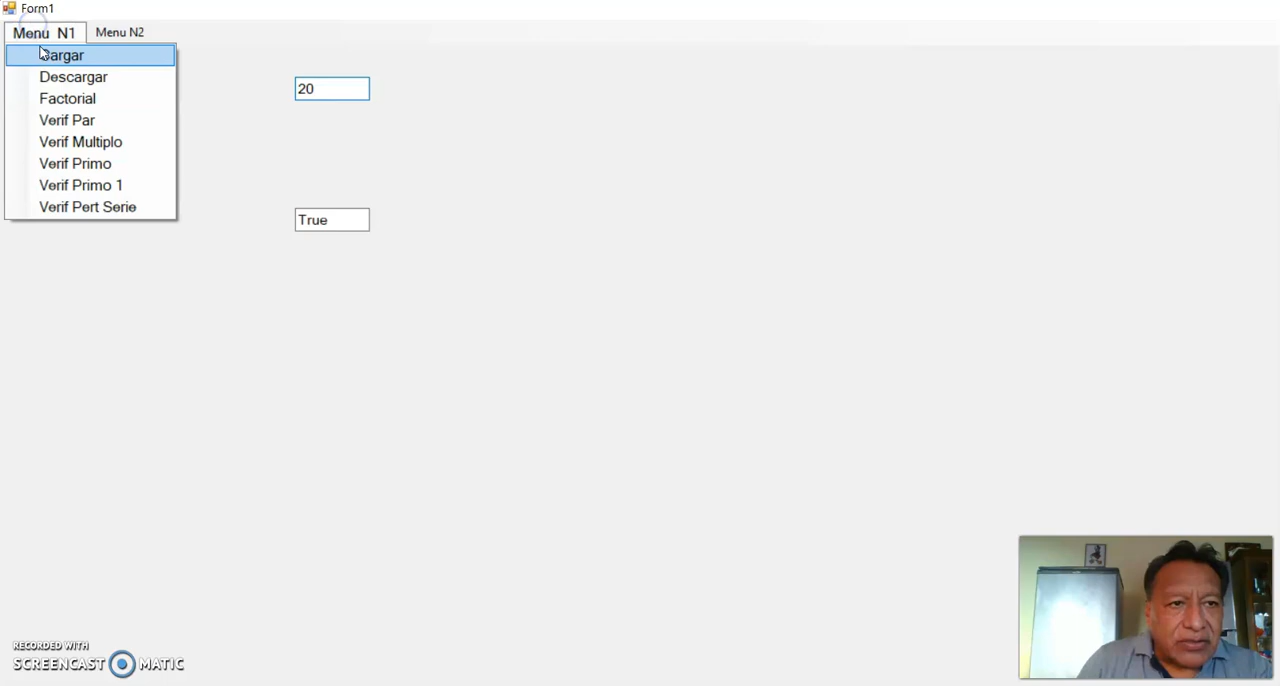 Form1
Menu N1 Menu N2
Cargar
Descargar
20
Factorial
Verif Par
Verif Multiplo
Verif Primo
Verif Primo 1
Verif Pert Serie
True
RECORDED WITH
SCREENCAST MATIC